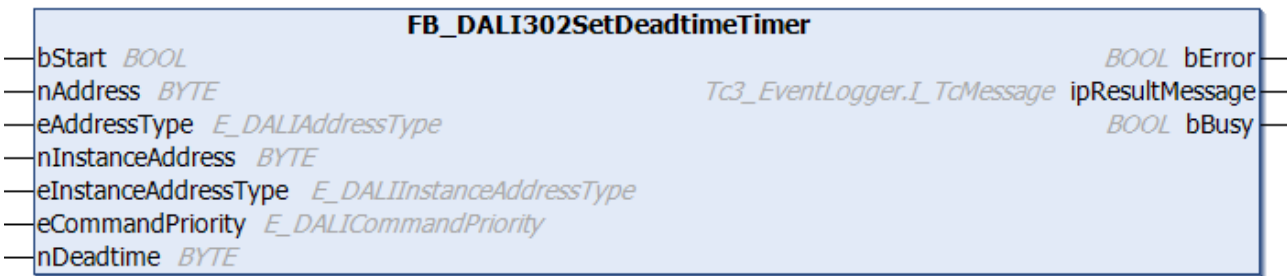 FB_DALI302SetDeadtimeTimer
bStart BOOL BOOL bError
nAddress BYTE Tc3_EventLogger.I_TcMessage ipResultMessage
eAddressType E_DALIAddressType BOOL bBusy
nInstanceAddress BYTE
eInstanceAddressType E_DALIInstanceAddressType
eCommandPriority E_DALICommandPriority
nDeadtime BYTE